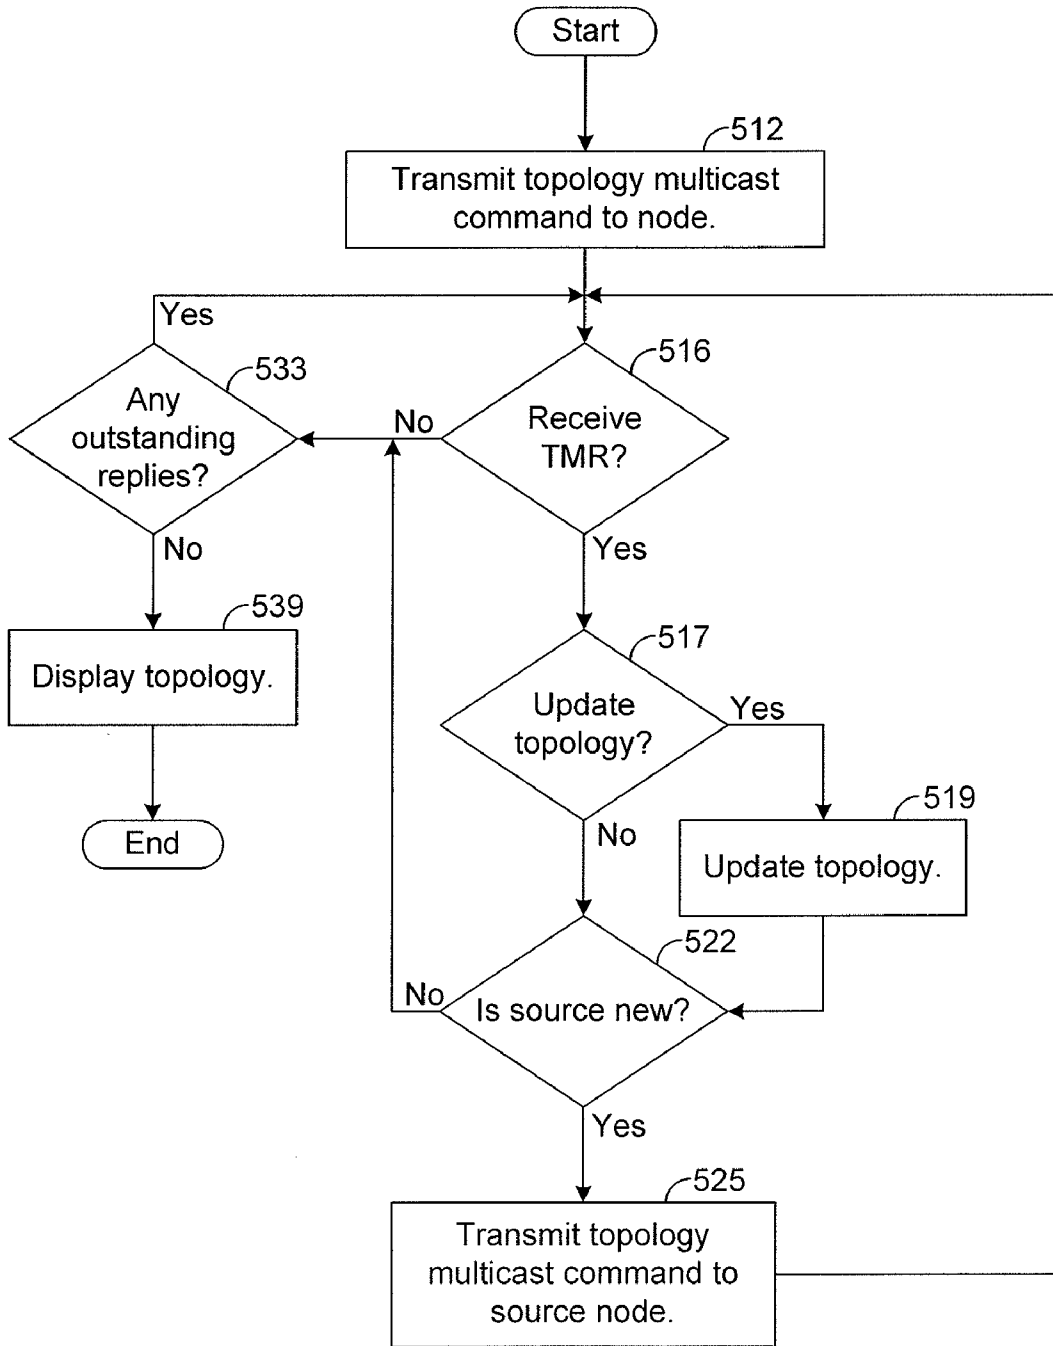 Start
512
Transmit topology multicast
command to node.
Yes
533
Any
outstanding
replies?
No
516
Receive
TMR?
No
Yes
539
Display topology.
End
517
Update
topology?
Yes
No
519
Update topology.
522
Is source new?
No
Yes
525
Transmit topology
multicast command to
source node.